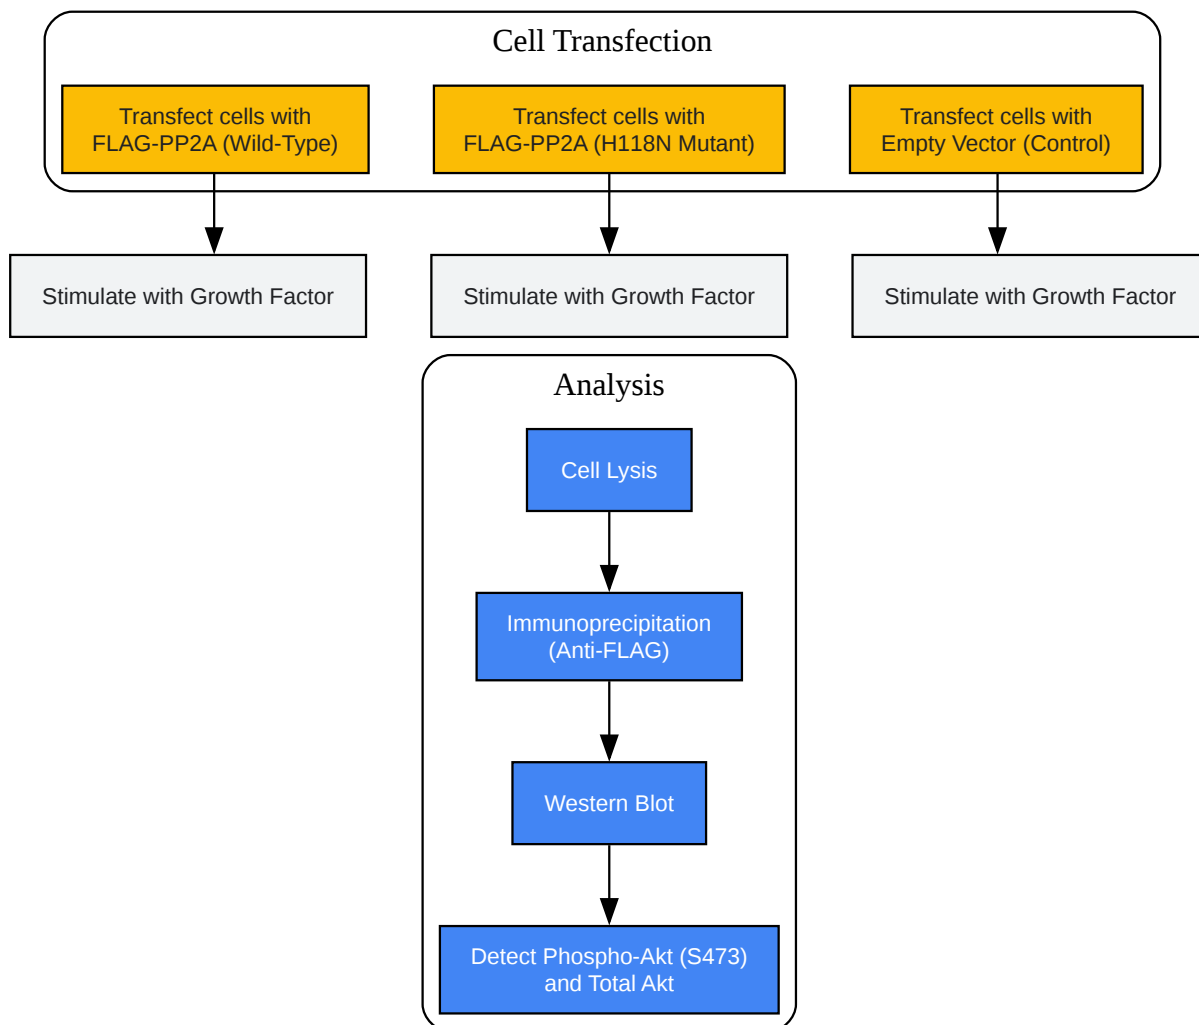 Cell Transfection
Transfect cells with
FLAG-PP2A (Wild-Type)
Transfect cells with
FLAG-PP2A (H118N Mutant)
Transfect cells with
Empty Vector (Control)
Stimulate with Growth Factor
Stimulate with Growth Factor
Stimulate with Growth Factor
Analysis
Cell Lysis
Immunoprecipitation
(Anti-FLAG)
Western Blot
Detect Phospho-Akt (S473)
and Total Akt